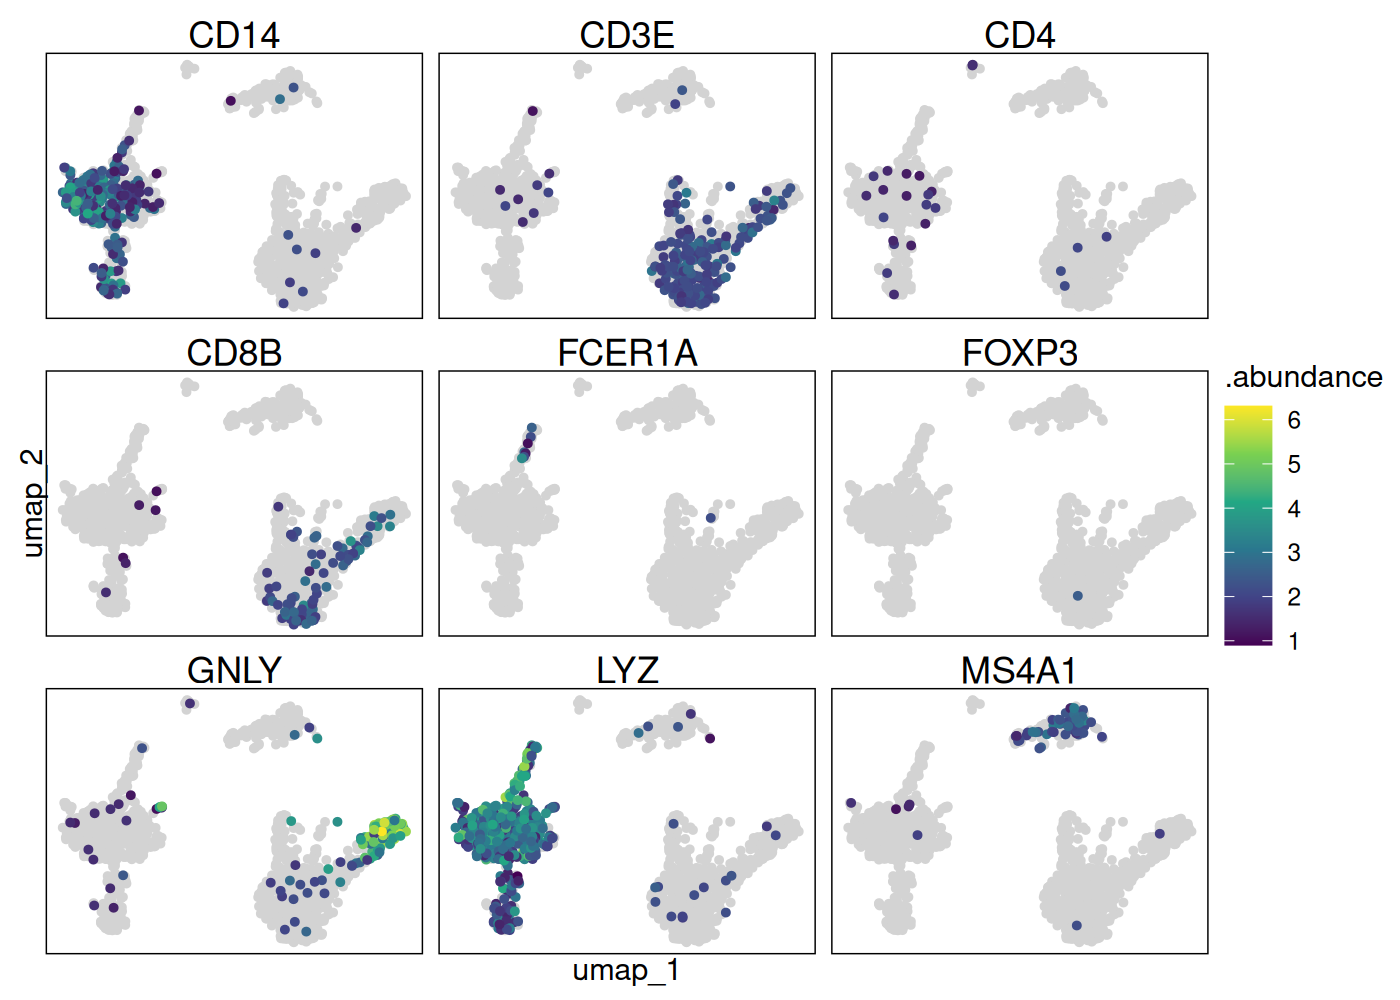 CD14 CD3E CD4
CD8B FCER1A FOXP3
.abundance
6
5
4
3
2
1
umap_2
GNLY LYZ MS4A1
umap_1